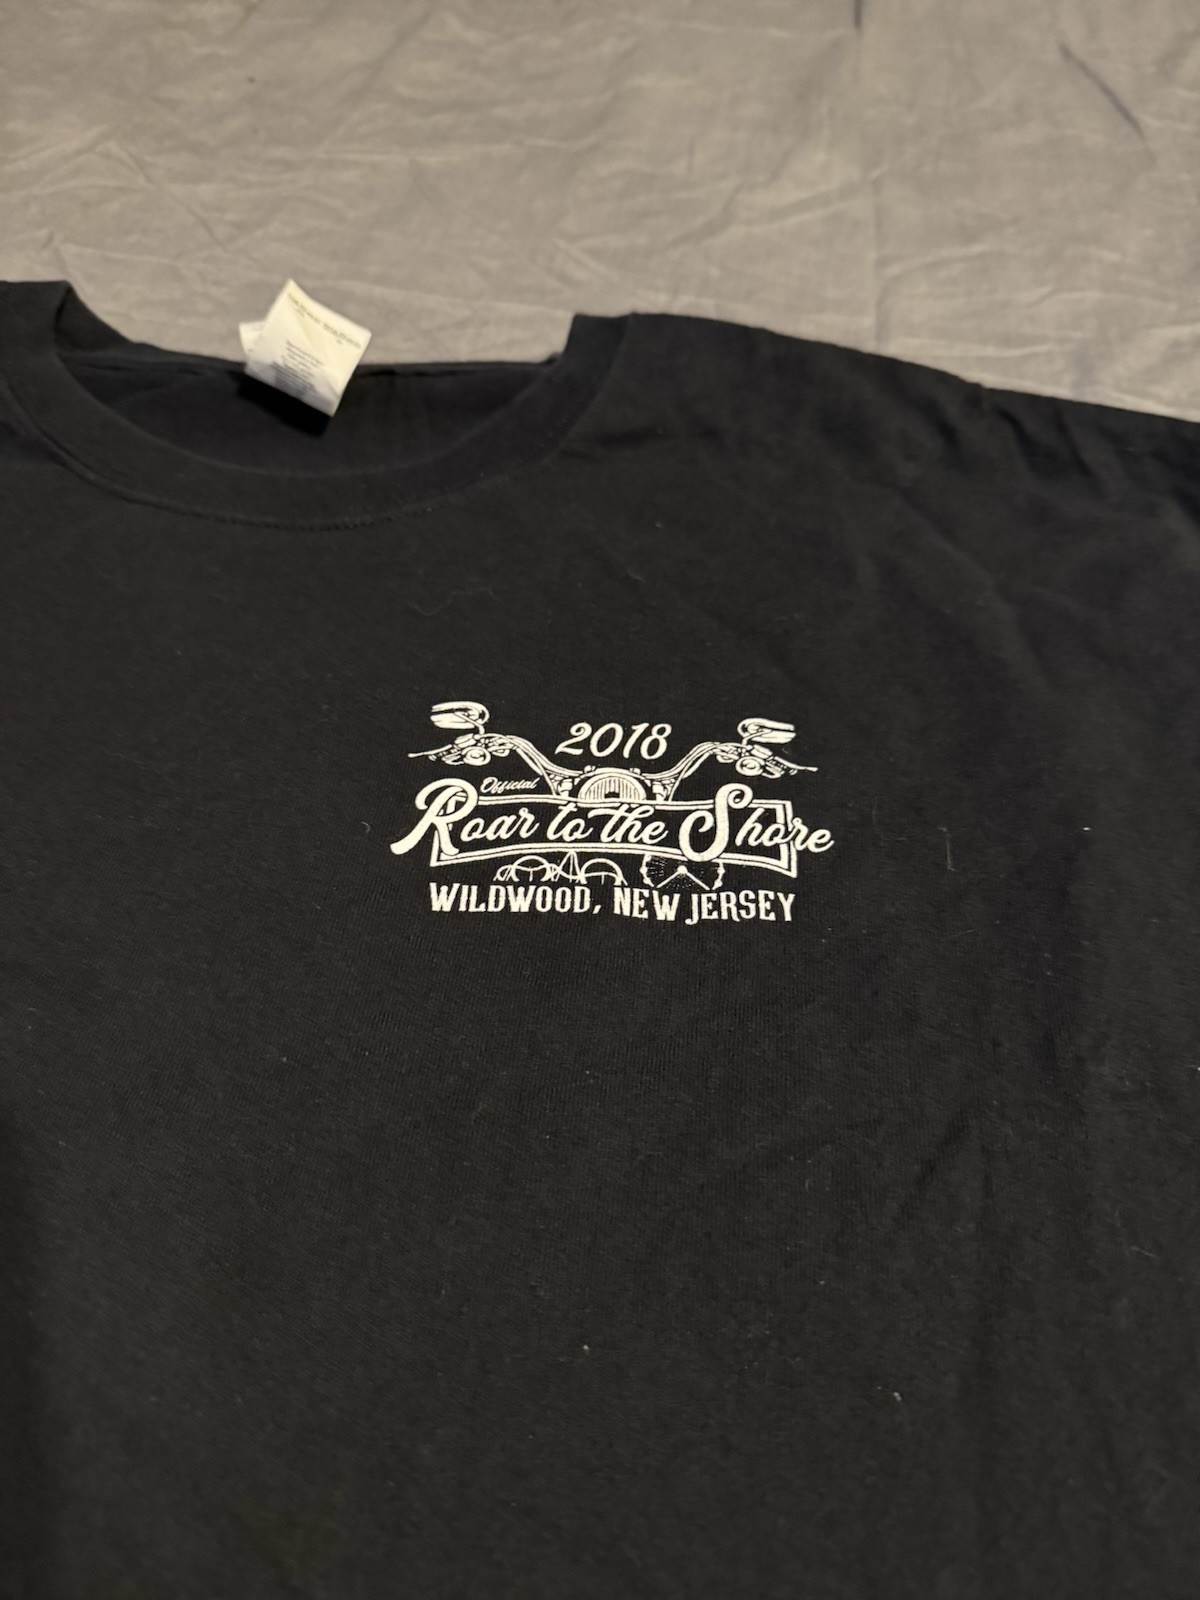 2018
Official
Roar to the Shore
WILDWOOD, NEW JERSEY